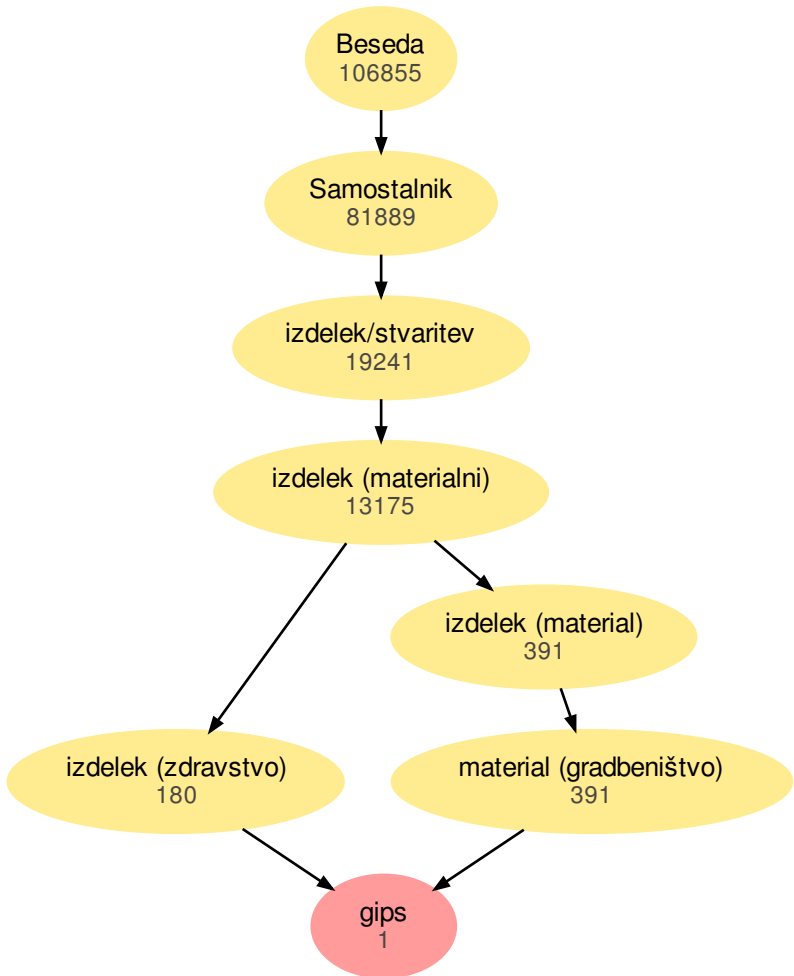 Beseda
106855
Samostalnik
81889
izdelek/stvaritev
19241
izdelek (materialni)
13175
izdelek (material)
391
izdelek (zdravstvo)
180
material (gradbeništvo)
391
gips
1